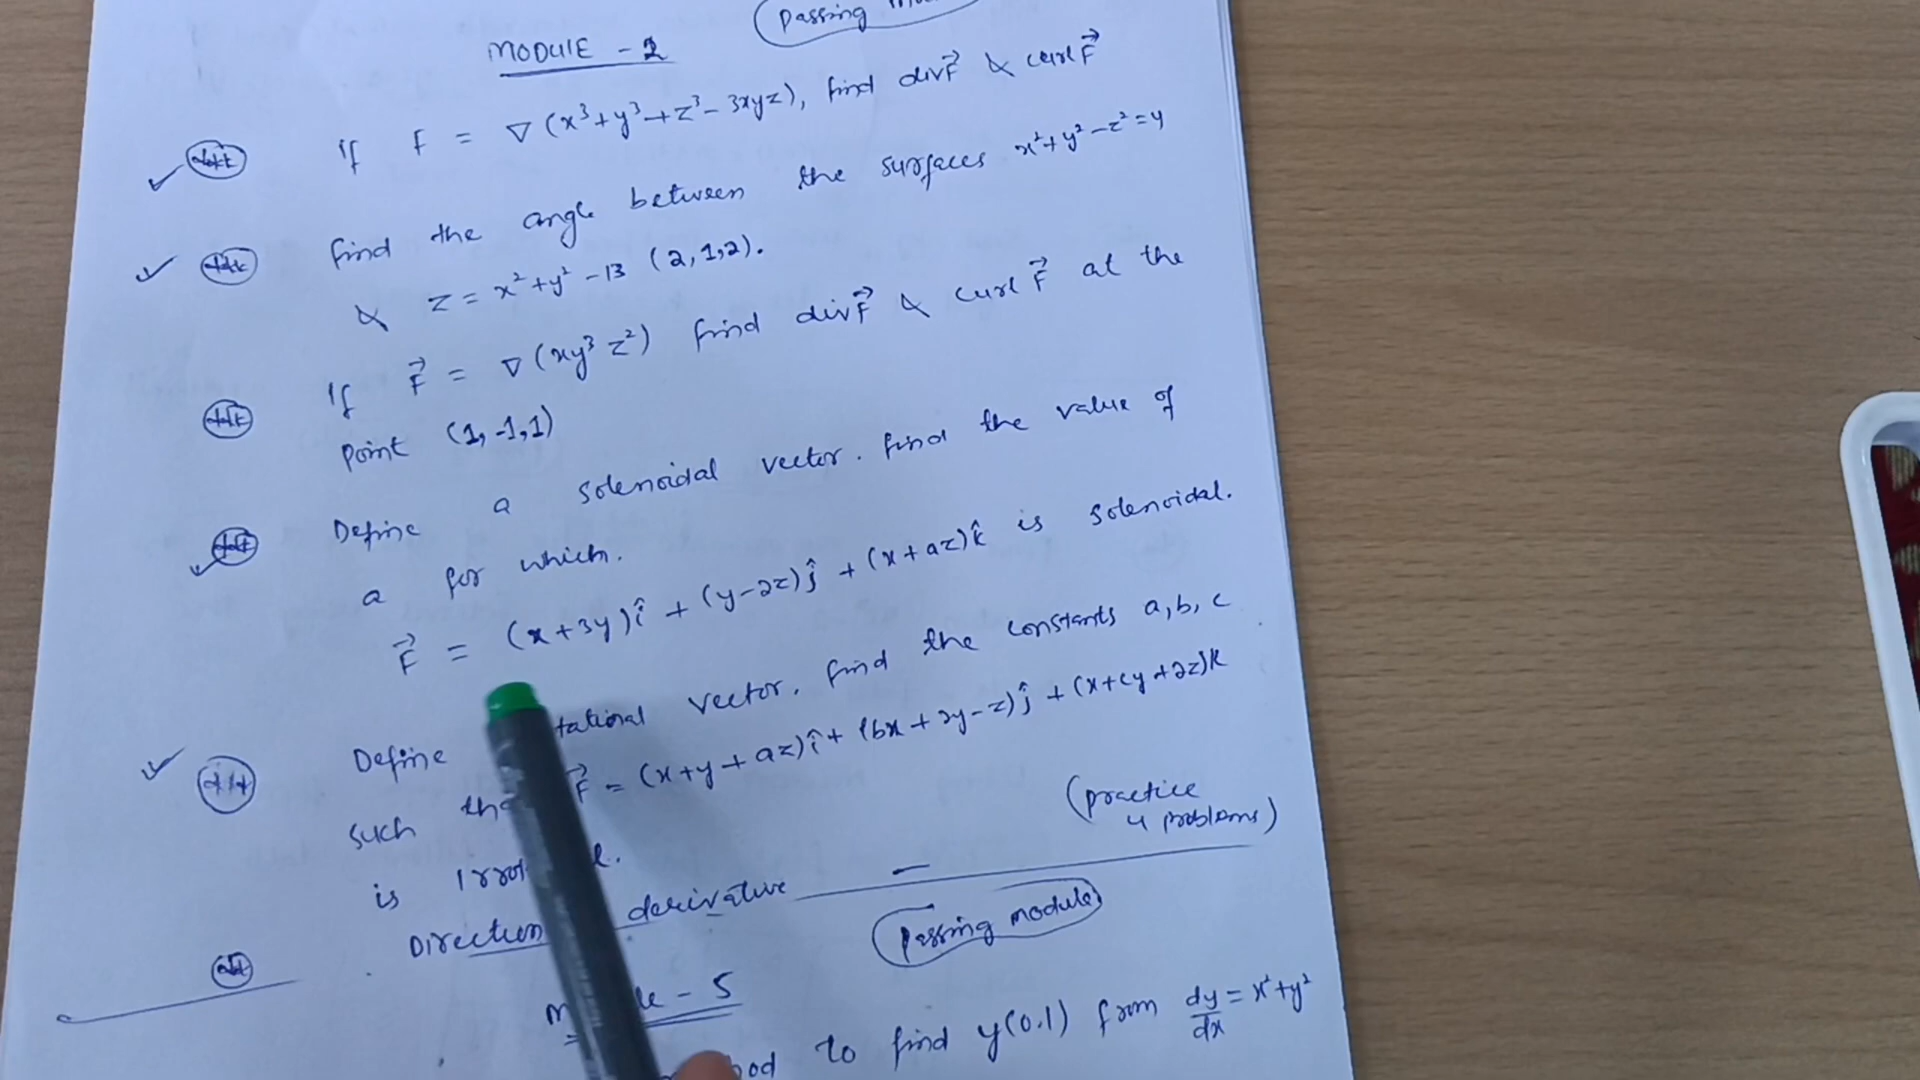 Passing
MODULE - 2
If F = ∇ (x³+y³+z³- 3xyz), find div F⃗ & curl F⃗
find the angle between the surfaces x²+y²-z²=4
& z = x²+y²-13 (2,1,2).
If F⃗ = ∇ (xy³z²) find div F⃗ & curl F⃗ at the
point (1,-1,1)
Define a solenoidal vector. find the value of
a for which.
F⃗ = (x+3y)î + (y-2z)ĵ + (x+az)k̂ is solenoidal.
Define tational vector. find the constants a,b,c
such tha F⃗ = (x+y+az)î + (bx+2y-z)ĵ + (x+cy+2z)k
is Irrot l.
(practice
4 problems)
Direction derivative
Passing module
M le - 5
od to find y(0.1) from dy/dx = x²+y²